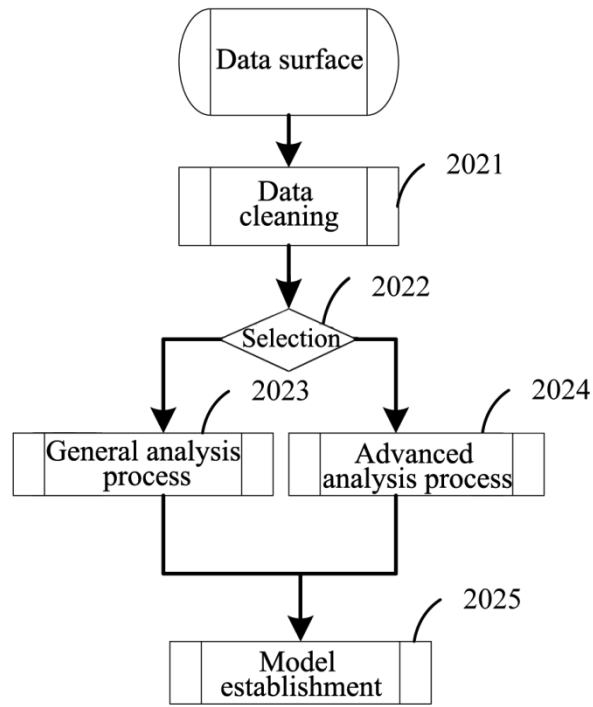 Data surface
Data
cleaning
2021
2022
Selection
2023
2024
General analysis
process
Advanced
analysis process
2025
Model
establishment